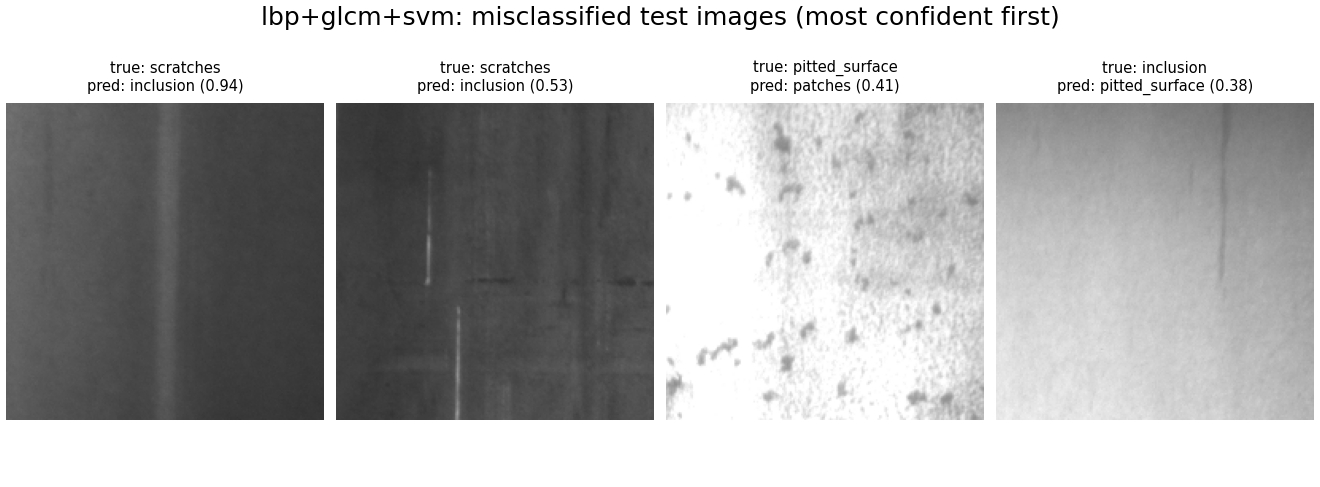 lbp+glcm+svm: misclassified test images (most confident first)
true: scratches
pred: inclusion (0.94)
true: scratches
pred: inclusion (0.53)
true: pitted_surface
pred: patches (0.41)
true: inclusion
pred: pitted_surface (0.38)